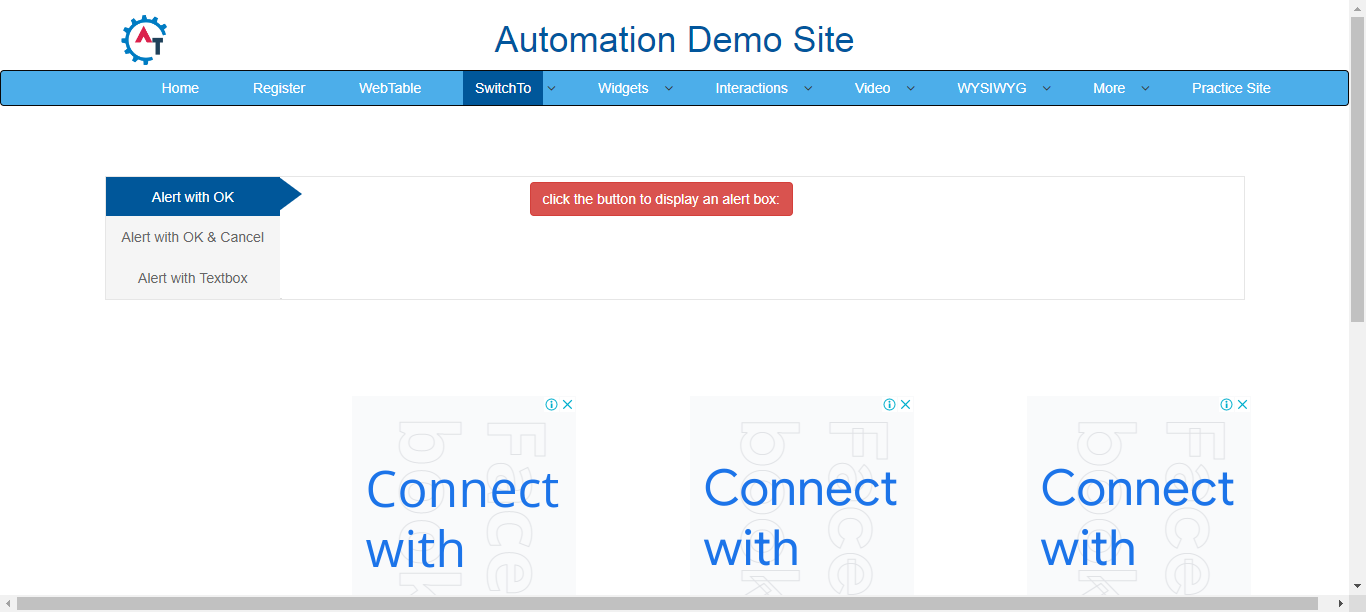 Automation Demo Site
Home Register WebTable SwitchTo Widgets Interactions Video WYSIWYG More Practice Site
Alert with OK
click the button to display an alert box:
Alert with OK & Cancel
Alert with Textbox
Connect
with
Connect
with
Connect
with